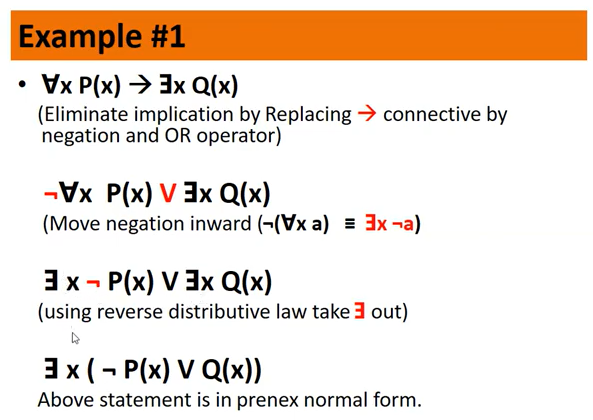 Example #1
• ∀x P(x) → ∃x Q(x)
(Eliminate implication by Replacing → connective by
negation and OR operator)
¬∀x P(x) V ∃x Q(x)
(Move negation inward (¬(∀x a) ≡ ∃x ¬a)
∃ x ¬ P(x) V ∃x Q(x)
(using reverse distributive law take ∃ out)
∃ x ( ¬ P(x) V Q(x))
Above statement is in prenex normal form.